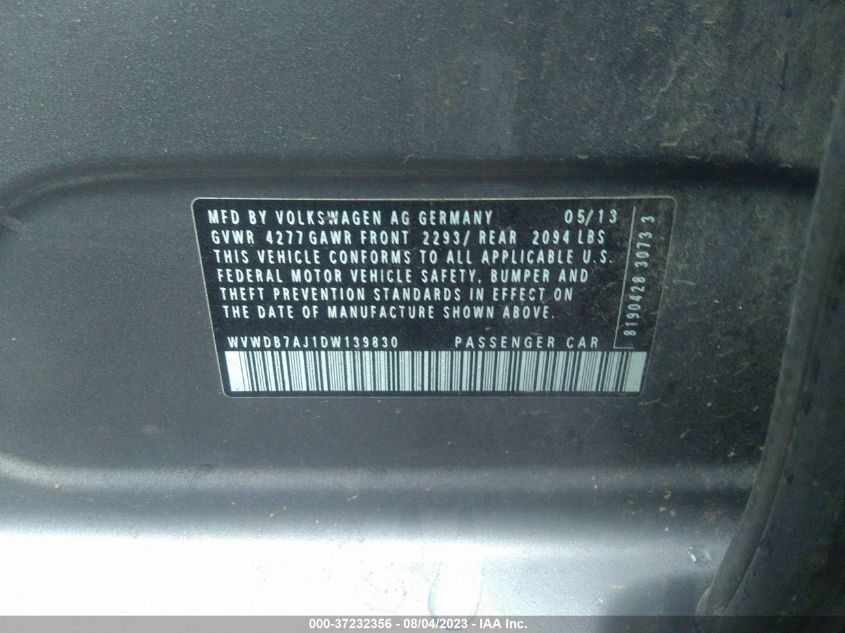 MFD BY VOLKSWAGEN AG GERMANY 05/13
GVWR 4277 GAWR FRONT 2293/ REAR 2094 LBS
THIS VEHICLE CONFORMS TO ALL APPLICABLE U.S.
FEDERAL MOTOR VEHICLE SAFETY, BUMPER AND
THEFT PREVENTION STANDARDS IN EFFECT ON
THE DATE OF MANUFACTURE SHOWN ABOVE.
WVWDB7AJ1DW139830 PASSENGER CAR
8190428 3073 3
000-37232356 - 08/04/2023 - IAA Inc.